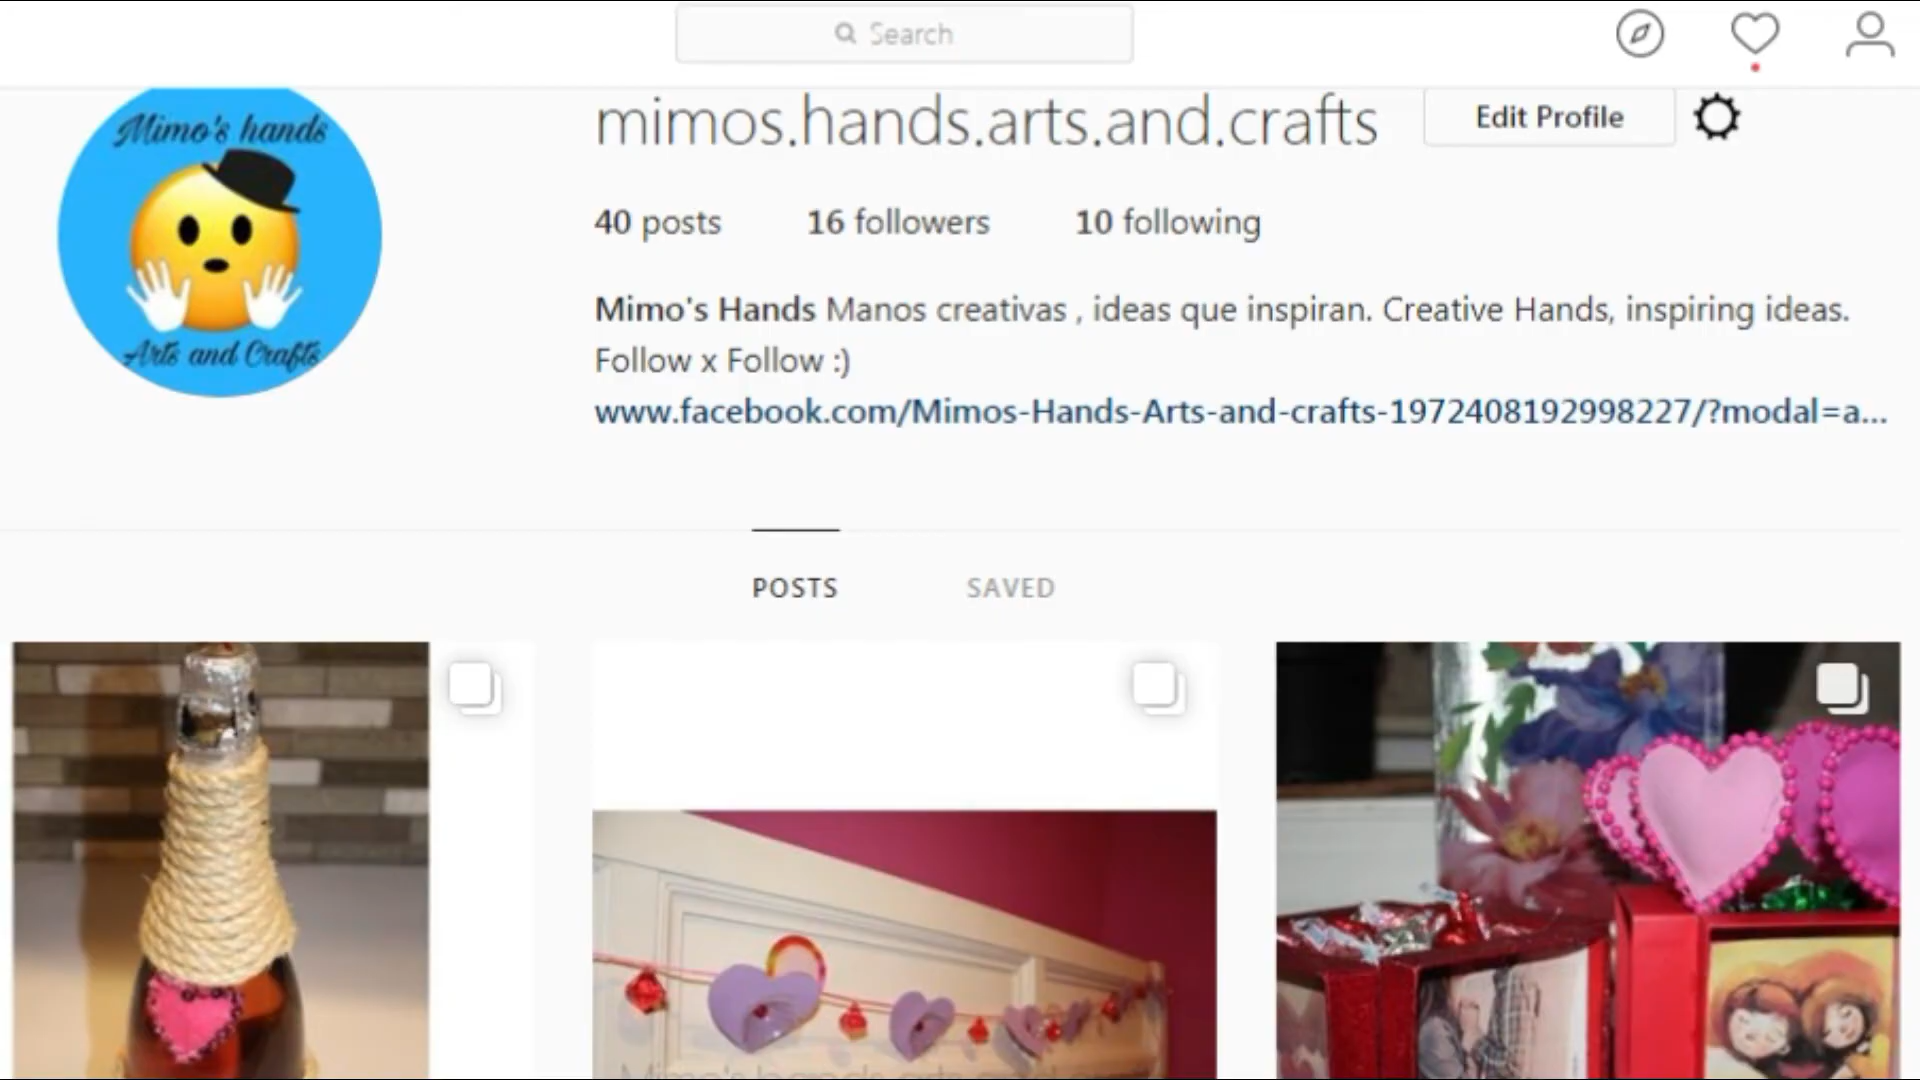 Search
Mimo's hands
Arts and Crafts
mimos.hands.arts.and.crafts
Edit Profile
40 posts
16 followers
10 following
Mimo's Hands Manos creativas , ideas que inspiran. Creative Hands, inspiring ideas.
Follow x Follow :)
www.facebook.com/Mimos-Hands-Arts-and-crafts-1972408192998227/?modal=a...
POSTS
SAVED